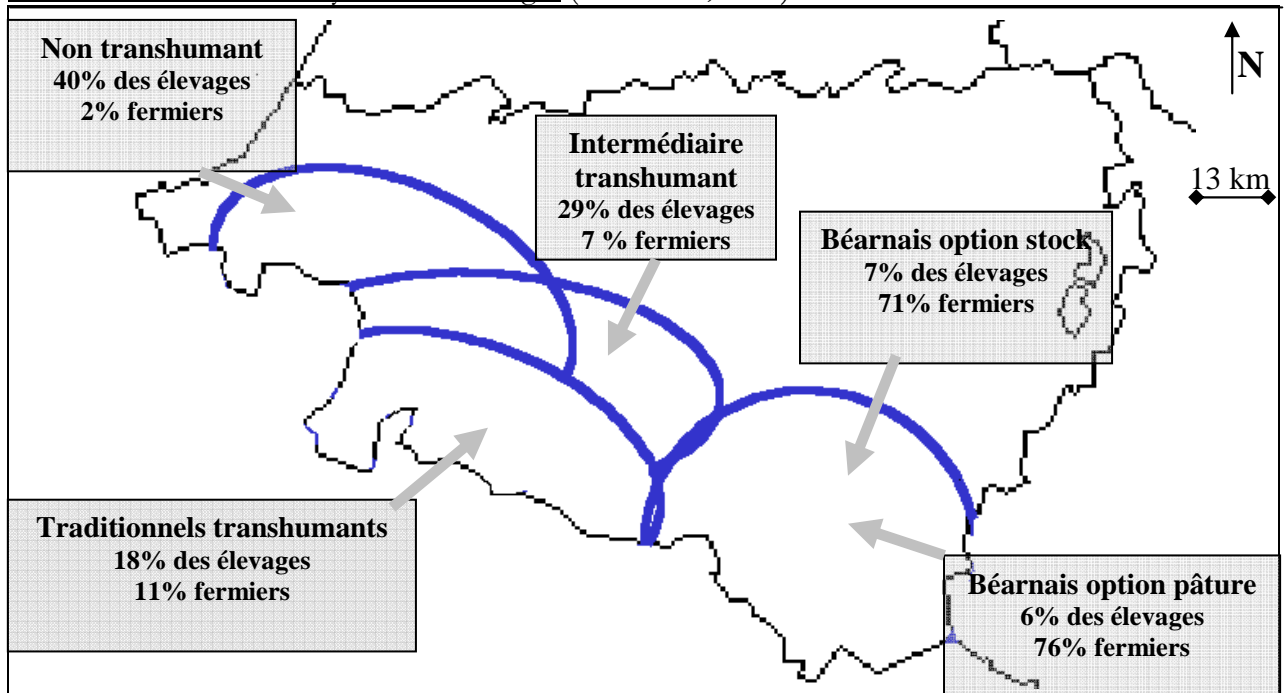 Non transhumant
40% des élevages
2% fermiers
N
Intermédiaire
transhumant
29% des élevages
7 % fermiers
13 km
Béarnais option stock
7% des élevages
71% fermiers
Traditionnels transhumants
18% des élevages
11% fermiers
Béarnais option pâture
6% des élevages
76% fermiers